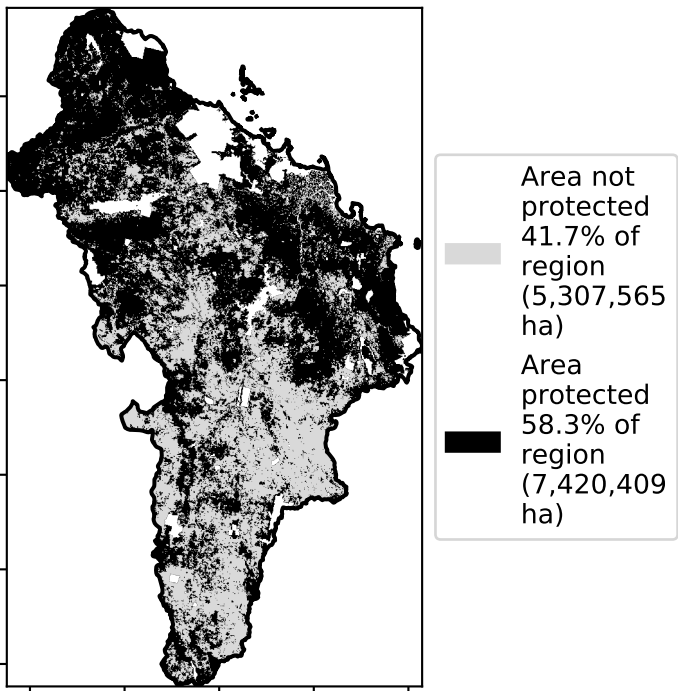 Area not
protected
41.7% of
region
(5,307,565
ha)
Area
protected
58.3% of
region
(7,420,409
ha)